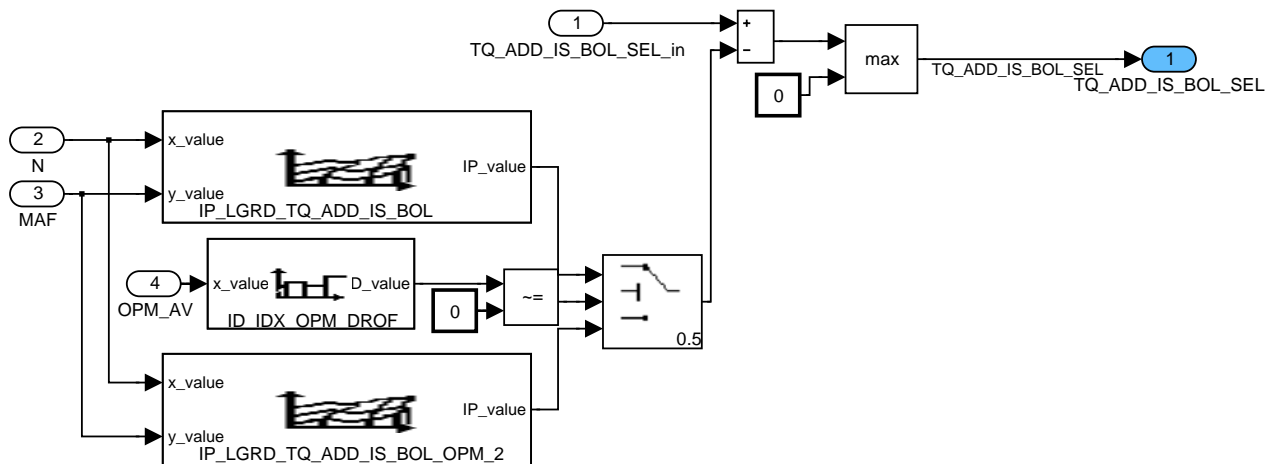 1
TQ_ADD_IS_BOL_SEL_in
+
−
0
max
TQ_ADD_IS_BOL_SEL
1
TQ_ADD_IS_BOL_SEL
2
N
3
MAF
x_value
y_value
IP_value
IP_LGRD_TQ_ADD_IS_BOL
4
OPM_AV
x_value
D_value
ID_IDX_OPM_DROF
0
~=
0.5
x_value
y_value
IP_value
IP_LGRD_TQ_ADD_IS_BOL_OPM_2